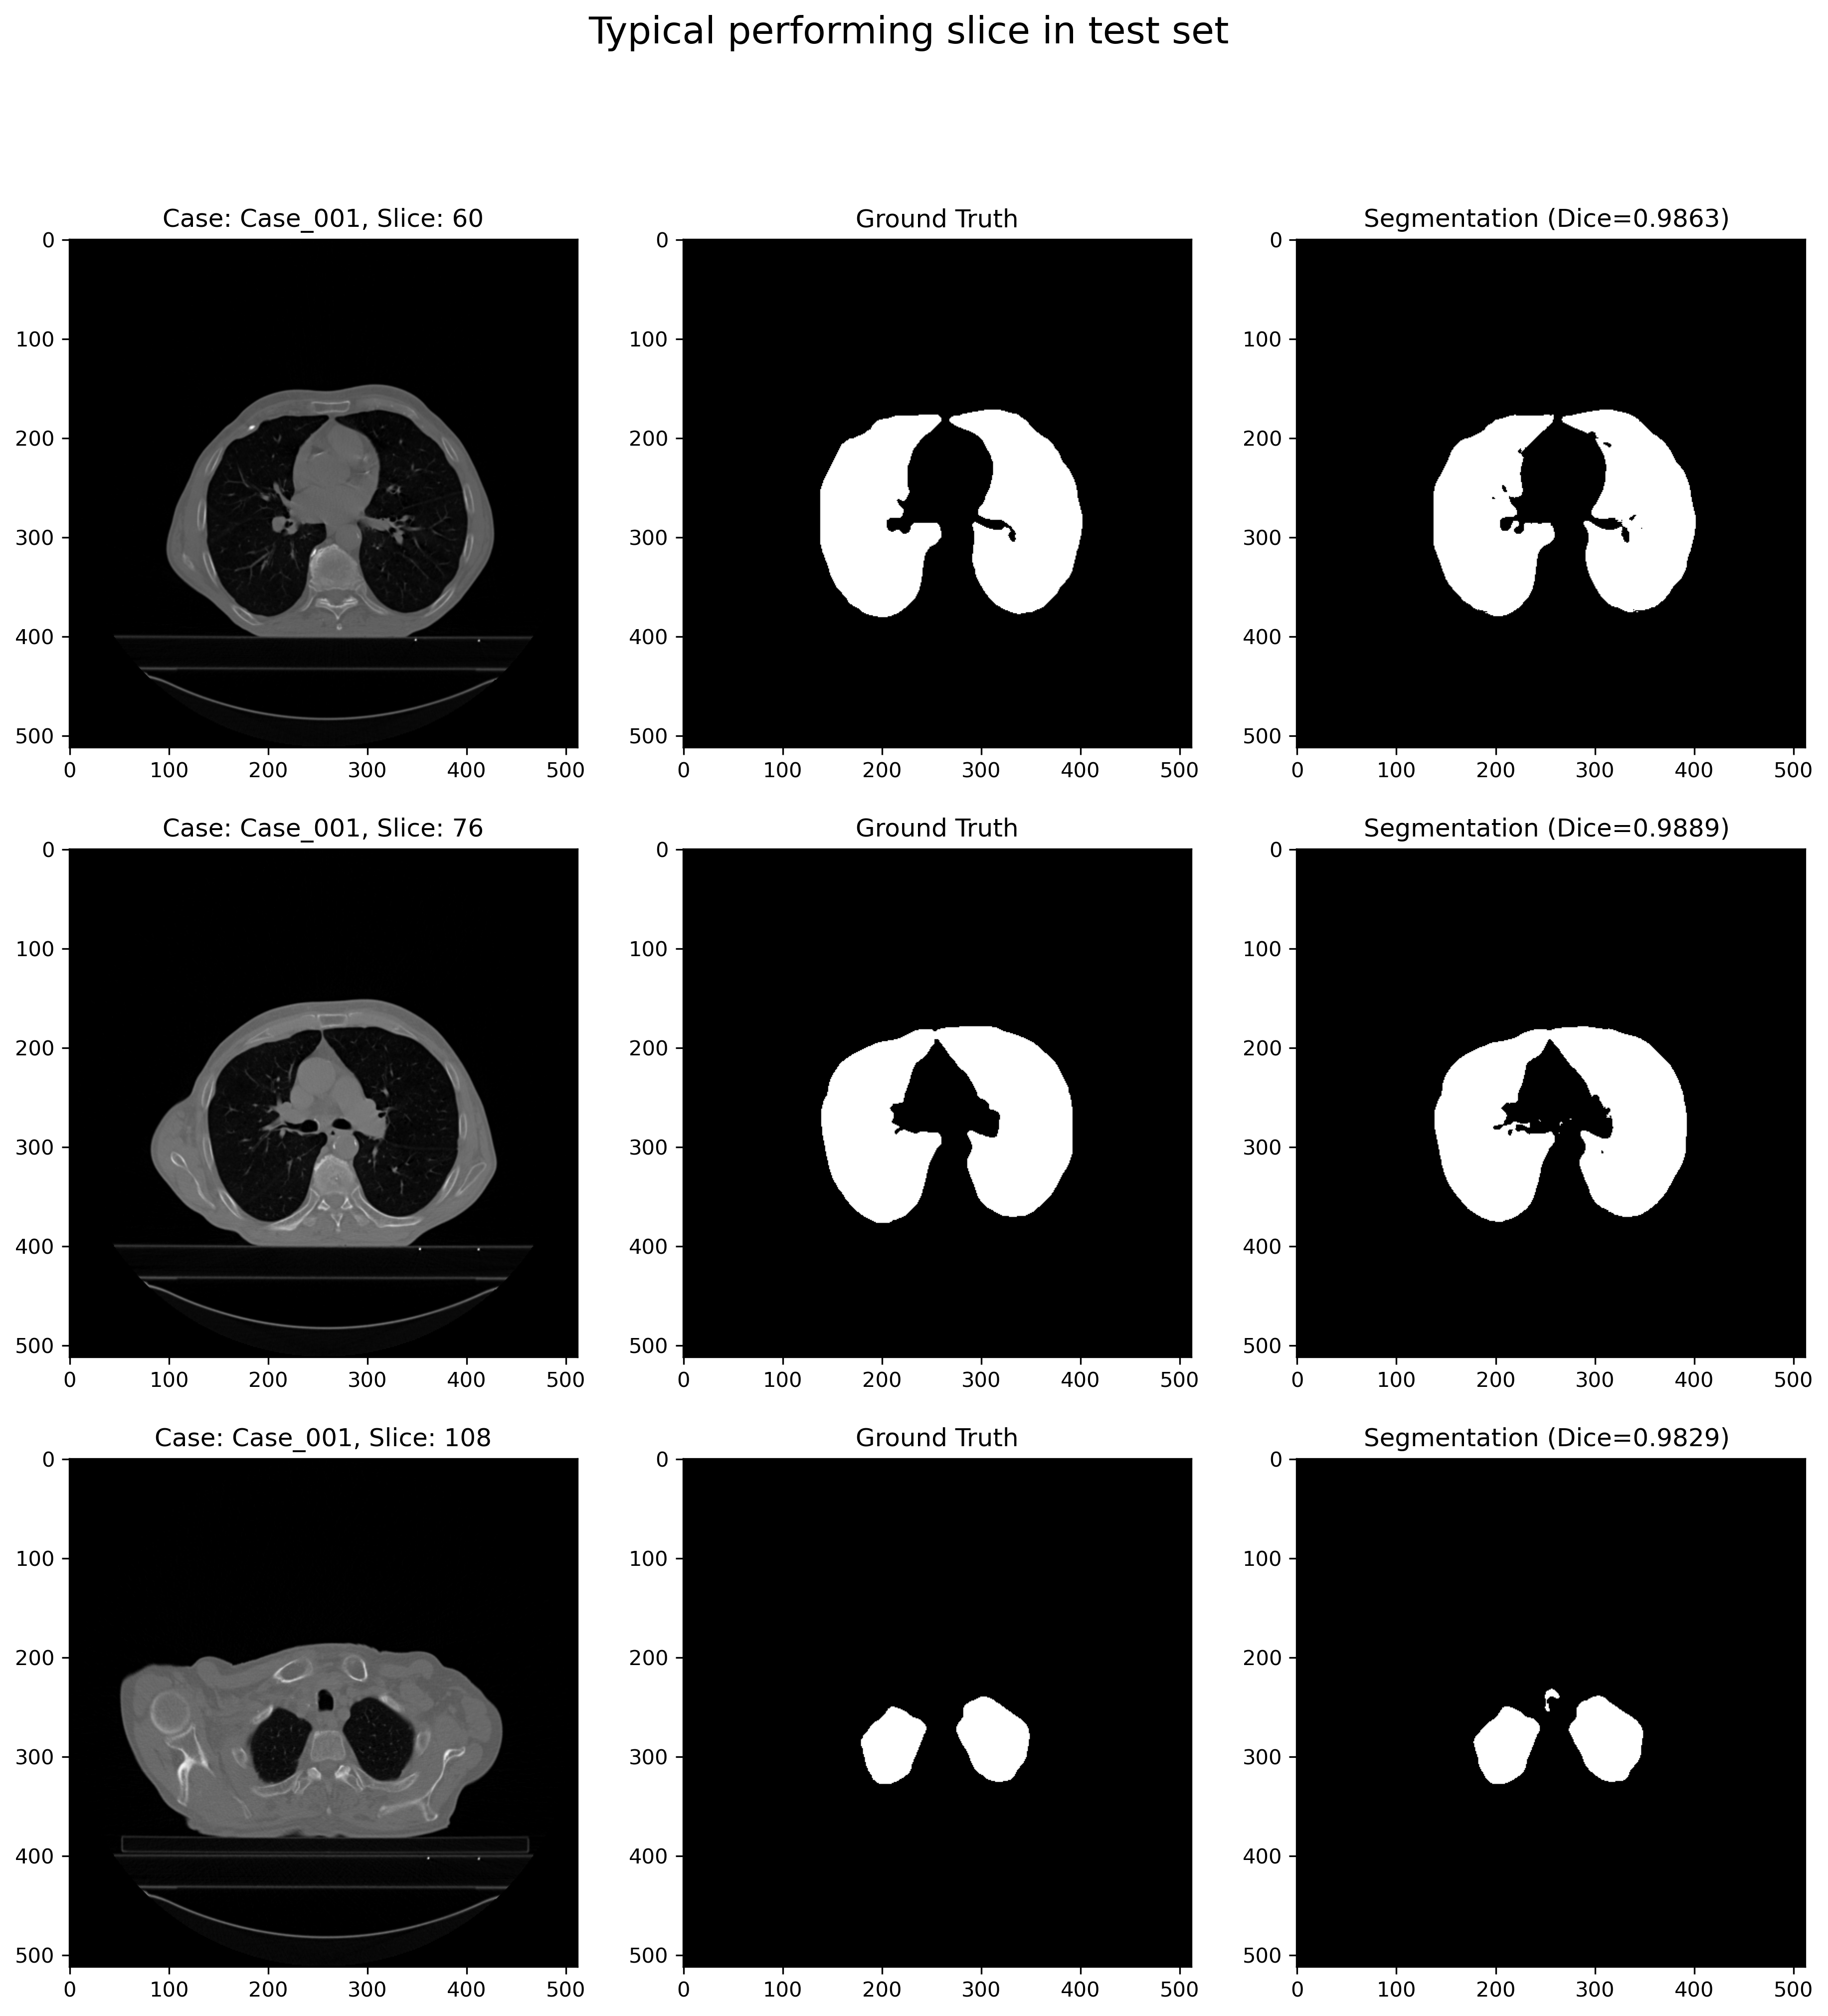 Typical performing slice in test set
Case: Case_001, Slice: 60
Ground Truth
Segmentation (Dice=0.9863)
0
100
200
300
400
500
0 100 200 300 400 500
0
100
200
300
400
500
0 100 200 300 400 500
0
100
200
300
400
500
0 100 200 300 400 500
Case: Case_001, Slice: 76
Ground Truth
Segmentation (Dice=0.9889)
0
100
200
300
400
500
0 100 200 300 400 500
0
100
200
300
400
500
0 100 200 300 400 500
0
100
200
300
400
500
0 100 200 300 400 500
Case: Case_001, Slice: 108
Ground Truth
Segmentation (Dice=0.9829)
0
100
200
300
400
500
0 100 200 300 400 500
0
100
200
300
400
500
0 100 200 300 400 500
0
100
200
300
400
500
0 100 200 300 400 500